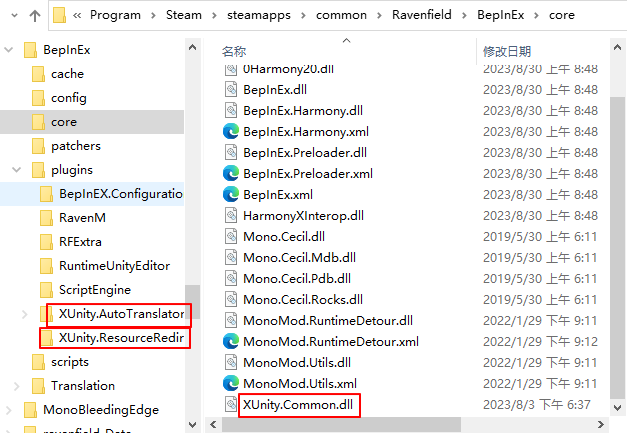 « Program › Steam › steamapps › common › Ravenfield › BepInEx › core ›
BepInEx
cache
config
core
patchers
plugins
BepInEX.Configuratio
RavenM
RFExtra
RuntimeUnityEditor
ScriptEngine
XUnity.AutoTranslator
XUnity.ResourceRedir
scripts
Translation
MonoBleedingEdge
ravenfield_Data
名称 修改日期
0Harmony20.dll 2023/8/30 上午 8:48
BepInEx.dll 2023/8/30 上午 8:48
BepInEx.Harmony.dll 2023/8/30 上午 8:48
BepInEx.Harmony.xml 2023/8/30 上午 8:48
BepInEx.Preloader.dll 2023/8/30 上午 8:48
BepInEx.Preloader.xml 2023/8/30 上午 8:48
BepInEx.xml 2023/8/30 上午 8:48
HarmonyXInterop.dll 2023/8/30 上午 8:48
Mono.Cecil.dll 2019/5/30 上午 6:11
Mono.Cecil.Mdb.dll 2019/5/30 上午 6:11
Mono.Cecil.Pdb.dll 2019/5/30 上午 6:11
Mono.Cecil.Rocks.dll 2019/5/30 上午 6:11
MonoMod.RuntimeDetour.dll 2022/1/29 下午 9:11
MonoMod.RuntimeDetour.xml 2022/1/29 下午 9:12
MonoMod.Utils.dll 2022/1/29 下午 9:11
MonoMod.Utils.xml 2022/1/29 下午 9:11
XUnity.Common.dll 2023/8/3 下午 6:37